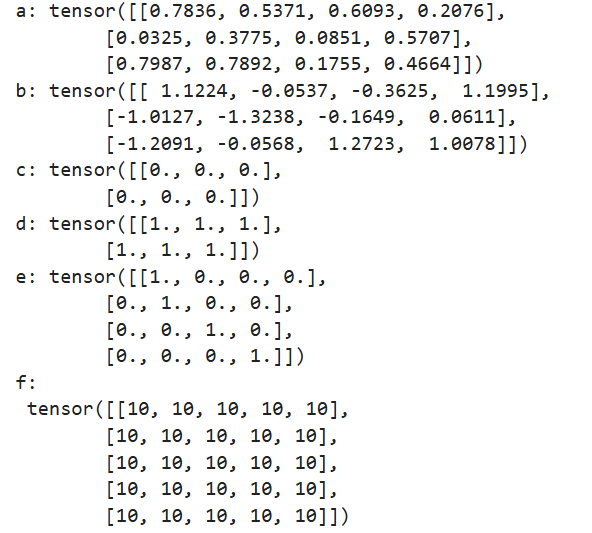 a: tensor([[0.7836, 0.5371, 0.6093, 0.2076],
        [0.0325, 0.3775, 0.0851, 0.5707],
        [0.7987, 0.7892, 0.1755, 0.4664]])
b: tensor([[ 1.1224, -0.0537, -0.3625,  1.1995],
        [-1.0127, -1.3238, -0.1649,  0.0611],
        [-1.2091, -0.0568,  1.2723,  1.0078]])
c: tensor([[0., 0., 0.],
        [0., 0., 0.]])
d: tensor([[1., 1., 1.],
        [1., 1., 1.]])
e: tensor([[1., 0., 0., 0.],
        [0., 1., 0., 0.],
        [0., 0., 1., 0.],
        [0., 0., 0., 1.]])
f:
 tensor([[10, 10, 10, 10, 10],
        [10, 10, 10, 10, 10],
        [10, 10, 10, 10, 10],
        [10, 10, 10, 10, 10],
        [10, 10, 10, 10, 10]])